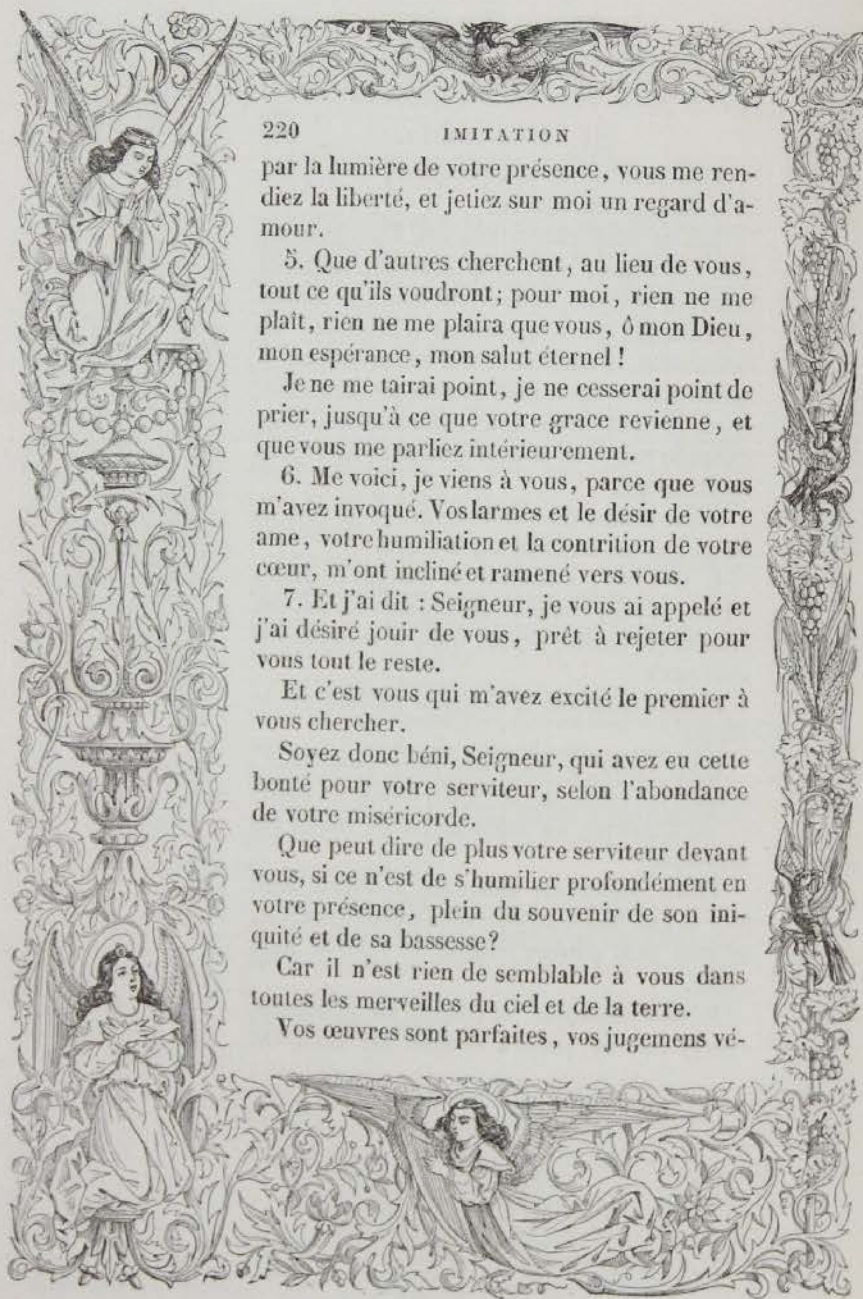 220 IMITATION
par la lumière de votre présence, vous me ren-
diez la liberté, et jetiez sur moi un regard d'a-
mour.
5. Que d'autres cherchent, au lieu de vous,
tout ce qu'ils voudront; pour moi, rien ne me
plaît, rien ne me plaira que vous, ô mon Dieu,
mon espérance, mon salut éternel !
Je ne me tairai point, je ne cesserai point de
prier, jusqu'à ce que votre grace revienne, et
que vous me parliez intérieurement.
6. Me voici, je viens à vous, parce que vous
m'avez invoqué. Vos larmes et le désir de votre
ame, votre humiliation et la contrition de votre
cœur, m'ont incliné et ramené vers vous.
7. Et j'ai dit : Seigneur, je vous ai appelé et
j'ai désiré jouir de vous, prêt à rejeter pour
vous tout le reste.
Et c'est vous qui m'avez excité le premier à
vous chercher.
Soyez donc béni, Seigneur, qui avez eu cette
bonté pour votre serviteur, selon l'abondance
de votre miséricorde.
Que peut dire de plus votre serviteur devant
vous, si ce n'est de s'humilier profondément en
votre présence, plein du souvenir de son ini-
quité et de sa bassesse?
Car il n'est rien de semblable à vous dans
toutes les merveilles du ciel et de la terre.
Vos œuvres sont parfaites, vos jugemens vé-